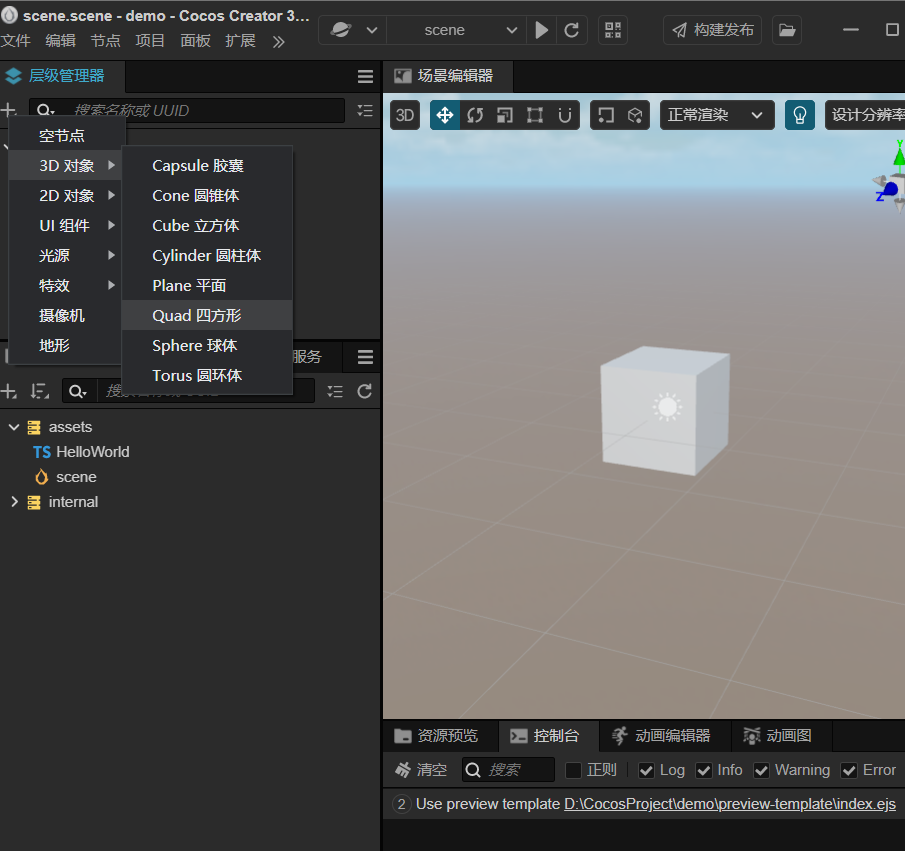 scene.scene - demo - Cocos Creator 3...
文件 编辑 节点 项目 面板 扩展
scene
构建发布
层级管理器
搜索名称或 UUID
空节点
3D 对象
2D 对象
UI 组件
光源
特效
摄像机
地形
Capsule 胶囊
Cone 圆锥体
Cube 立方体
Cylinder 圆柱体
Plane 平面
Quad 四方形
Sphere 球体
Torus 圆环体
服务
assets
TS HelloWorld
scene
internal
场景编辑器
3D
正常渲染
设计分辨率
Y
Z
资源预览 控制台 动画编辑器 动画图
清空 搜索 正则 Log Info Warning Error
2 Use preview template D:\CocosProject\demo\preview-template\index.ejs